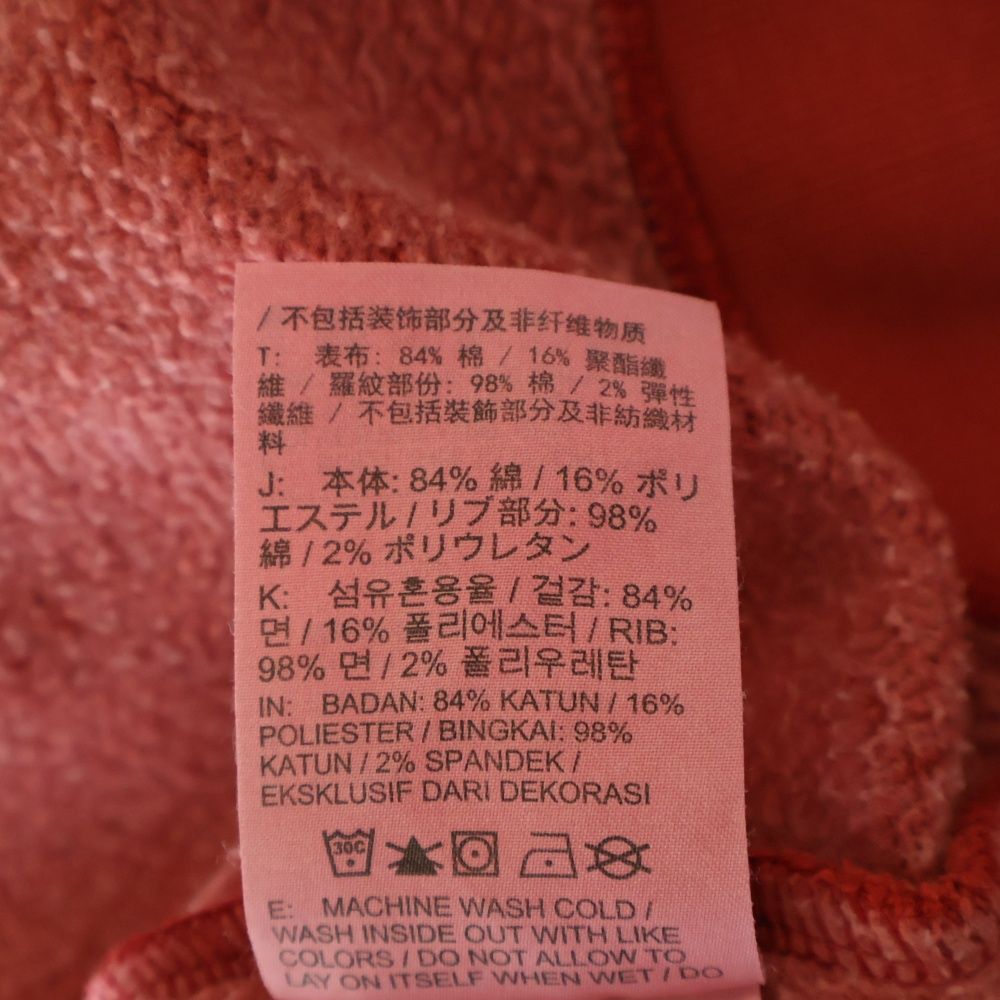 / 不包括装饰部分及非纤维物质
T: 表布: 84% 棉 / 16% 聚酯纖
維 / 羅紋部份: 98% 棉 / 2% 彈性
纖維 / 不包括裝飾部分及非紡織材
料
J: 本体: 84% 綿 / 16% ポリ
エステル / リブ部分: 98%
綿 / 2% ポリウレタン
K: 섬유혼용율 / 겉감: 84%
면 / 16% 폴리에스터 / RIB:
98% 면 / 2% 폴리우레탄
IN: BADAN: 84% KATUN / 16%
POLIESTER / BINGKAI: 98%
KATUN / 2% SPANDEK /
EKSKLUSIF DARI DEKORASI
30C
E: MACHINE WASH COLD /
WASH INSIDE OUT WITH LIKE
COLORS / DO NOT ALLOW TO
LAY ON ITSELF WHEN WET / DO